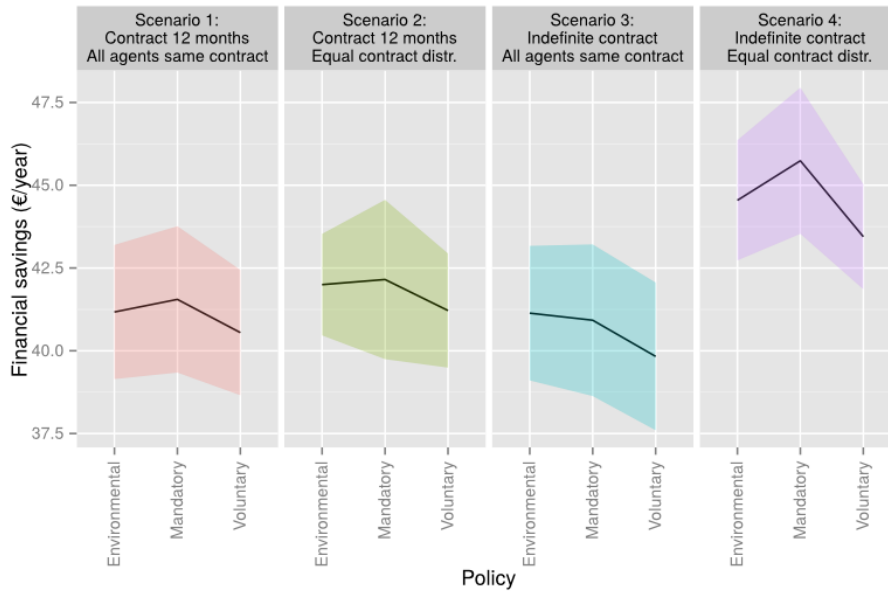 Scenario 1:
Contract 12 months
All agents same contract
Scenario 2:
Contract 12 months
Equal contract distr.
Scenario 3:
Indefinite contract
All agents same contract
Scenario 4:
Indefinite contract
Equal contract distr.
Financial savings (€/year)
47.5
45.0
42.5
40.0
37.5
Environmental
Mandatory
Voluntary
Environmental
Mandatory
Voluntary
Environmental
Mandatory
Voluntary
Environmental
Mandatory
Voluntary
Policy